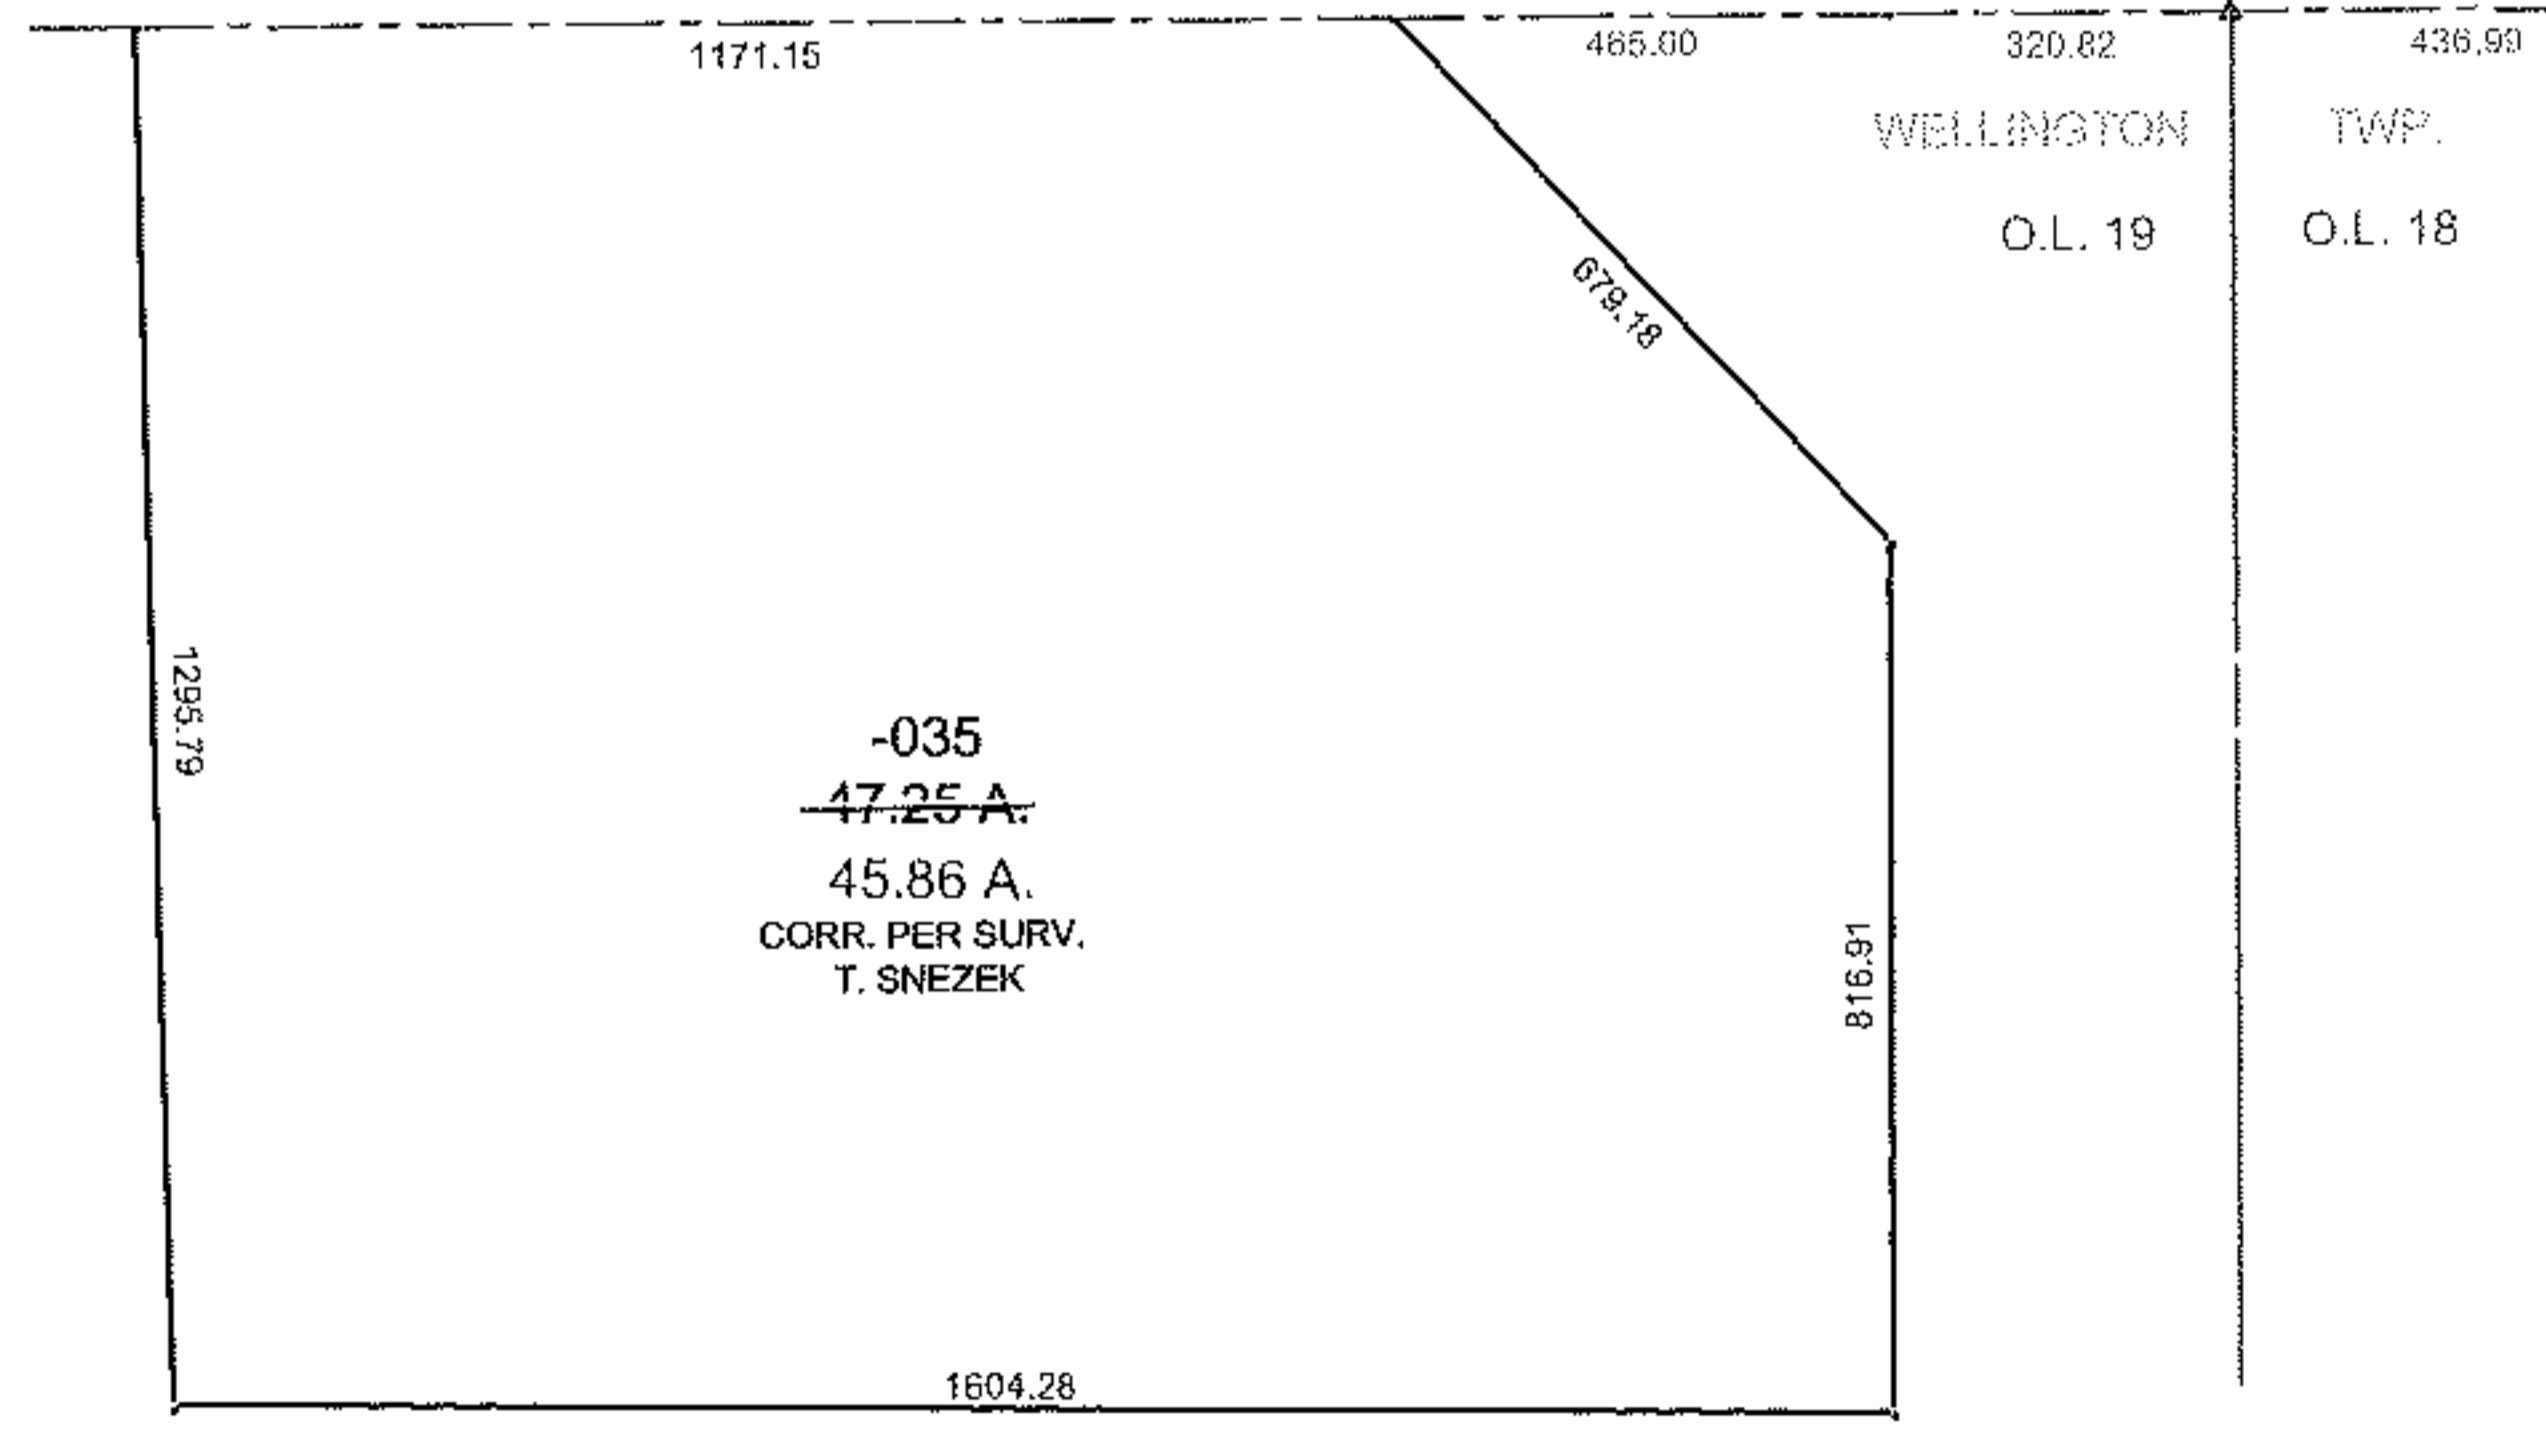 1171.15 465.00 320.82 436.99
WELLINGTON TWP.
O.L. 19 O.L. 18
679.18
1295.79
-035
47.25 A.
45.86 A.
CORR. PER SURV.
T. SNEZEK
816.91
1604.28